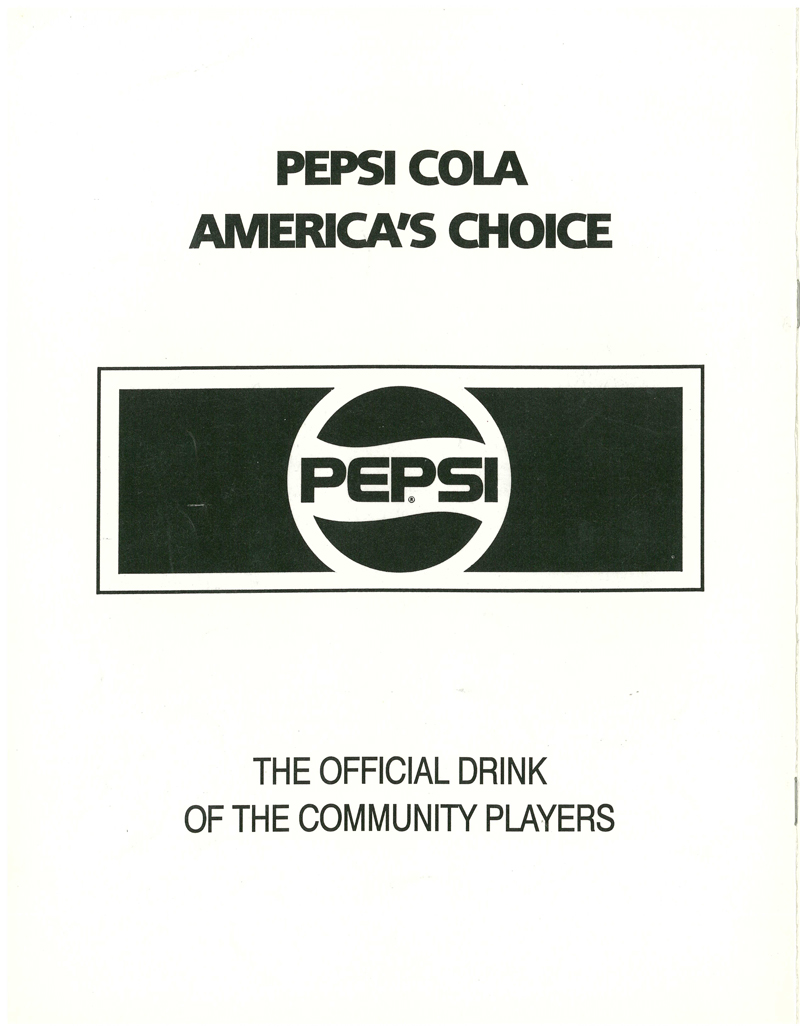 PEPSI COLA
AMERICA'S CHOICE
PEPSI®
THE OFFICIAL DRINK
OF THE COMMUNITY PLAYERS